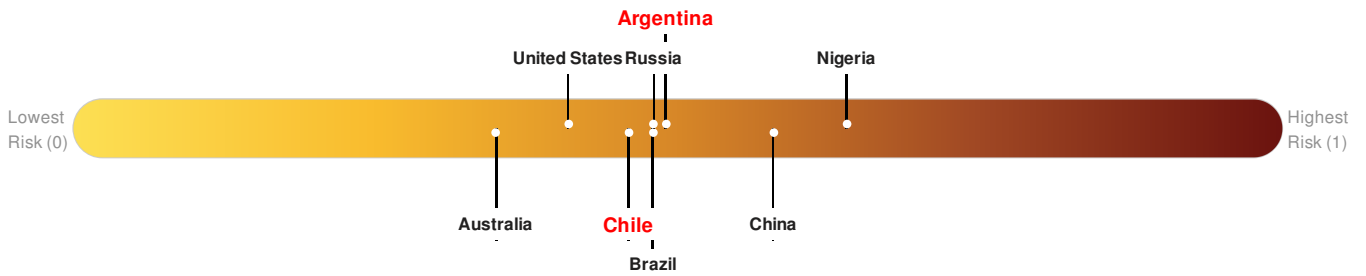 Argentina
United States Russia
Nigeria
Lowest
Risk (0)
Highest
Risk (1)
Australia
Chile
China
Brazil